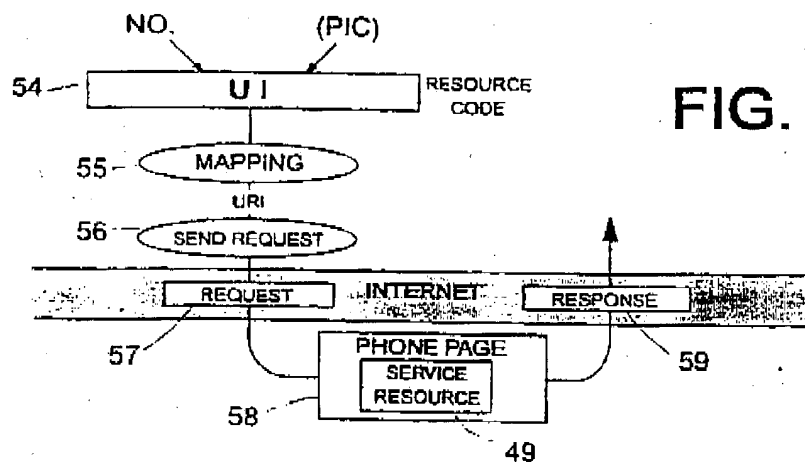 NO. (PIC)
54 U I RESOURCE CODE
FIG.
55 MAPPING
URI
56 SEND REQUEST
REQUEST INTERNET RESPONSE
57 59
PHONE PAGE
SERVICE
RESOURCE
58
49